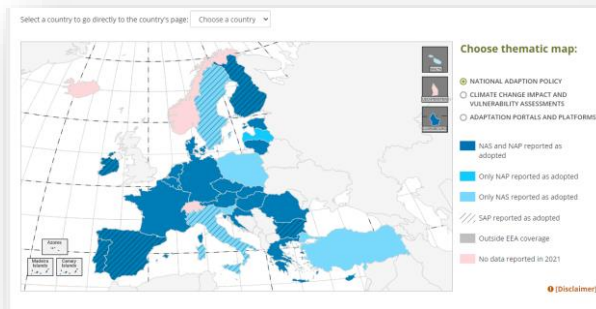 Select a country to go directly to the country's page:
Choose a country
Choose thematic map:
NATIONAL ADAPTION POLICY
CLIMATE CHANGE IMPACT AND
VULNERABILITY ASSESSMENTS
ADAPTATION PORTALS AND PLATFORMS
NAS and NAP reported as
adopted
Only NAP reported as adopted
Only NAS reported as adopted
SAP reported as adopted
Outside EEA coverage
No data reported in 2021
Azores
Madeira
Islands
Canary
Islands
[Disclaimer]